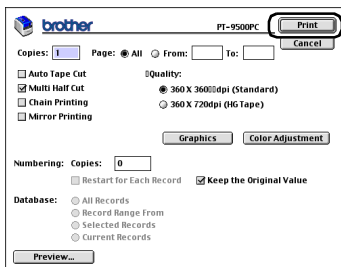 brother PT-9500PC Print
Copies: 1 Page: All From: To: Cancel
Auto Tape Cut Quality:
Multi Half Cut 360 X 360 dpi (Standard)
Chain Printing 360 X 720dpi (HG Tape)
Mirror Printing
Graphics Color Adjustment
Numbering: Copies: 0
Restart for Each Record Keep the Original Value
Database: All Records
Record Range From
Selected Records
Current Records
Preview...